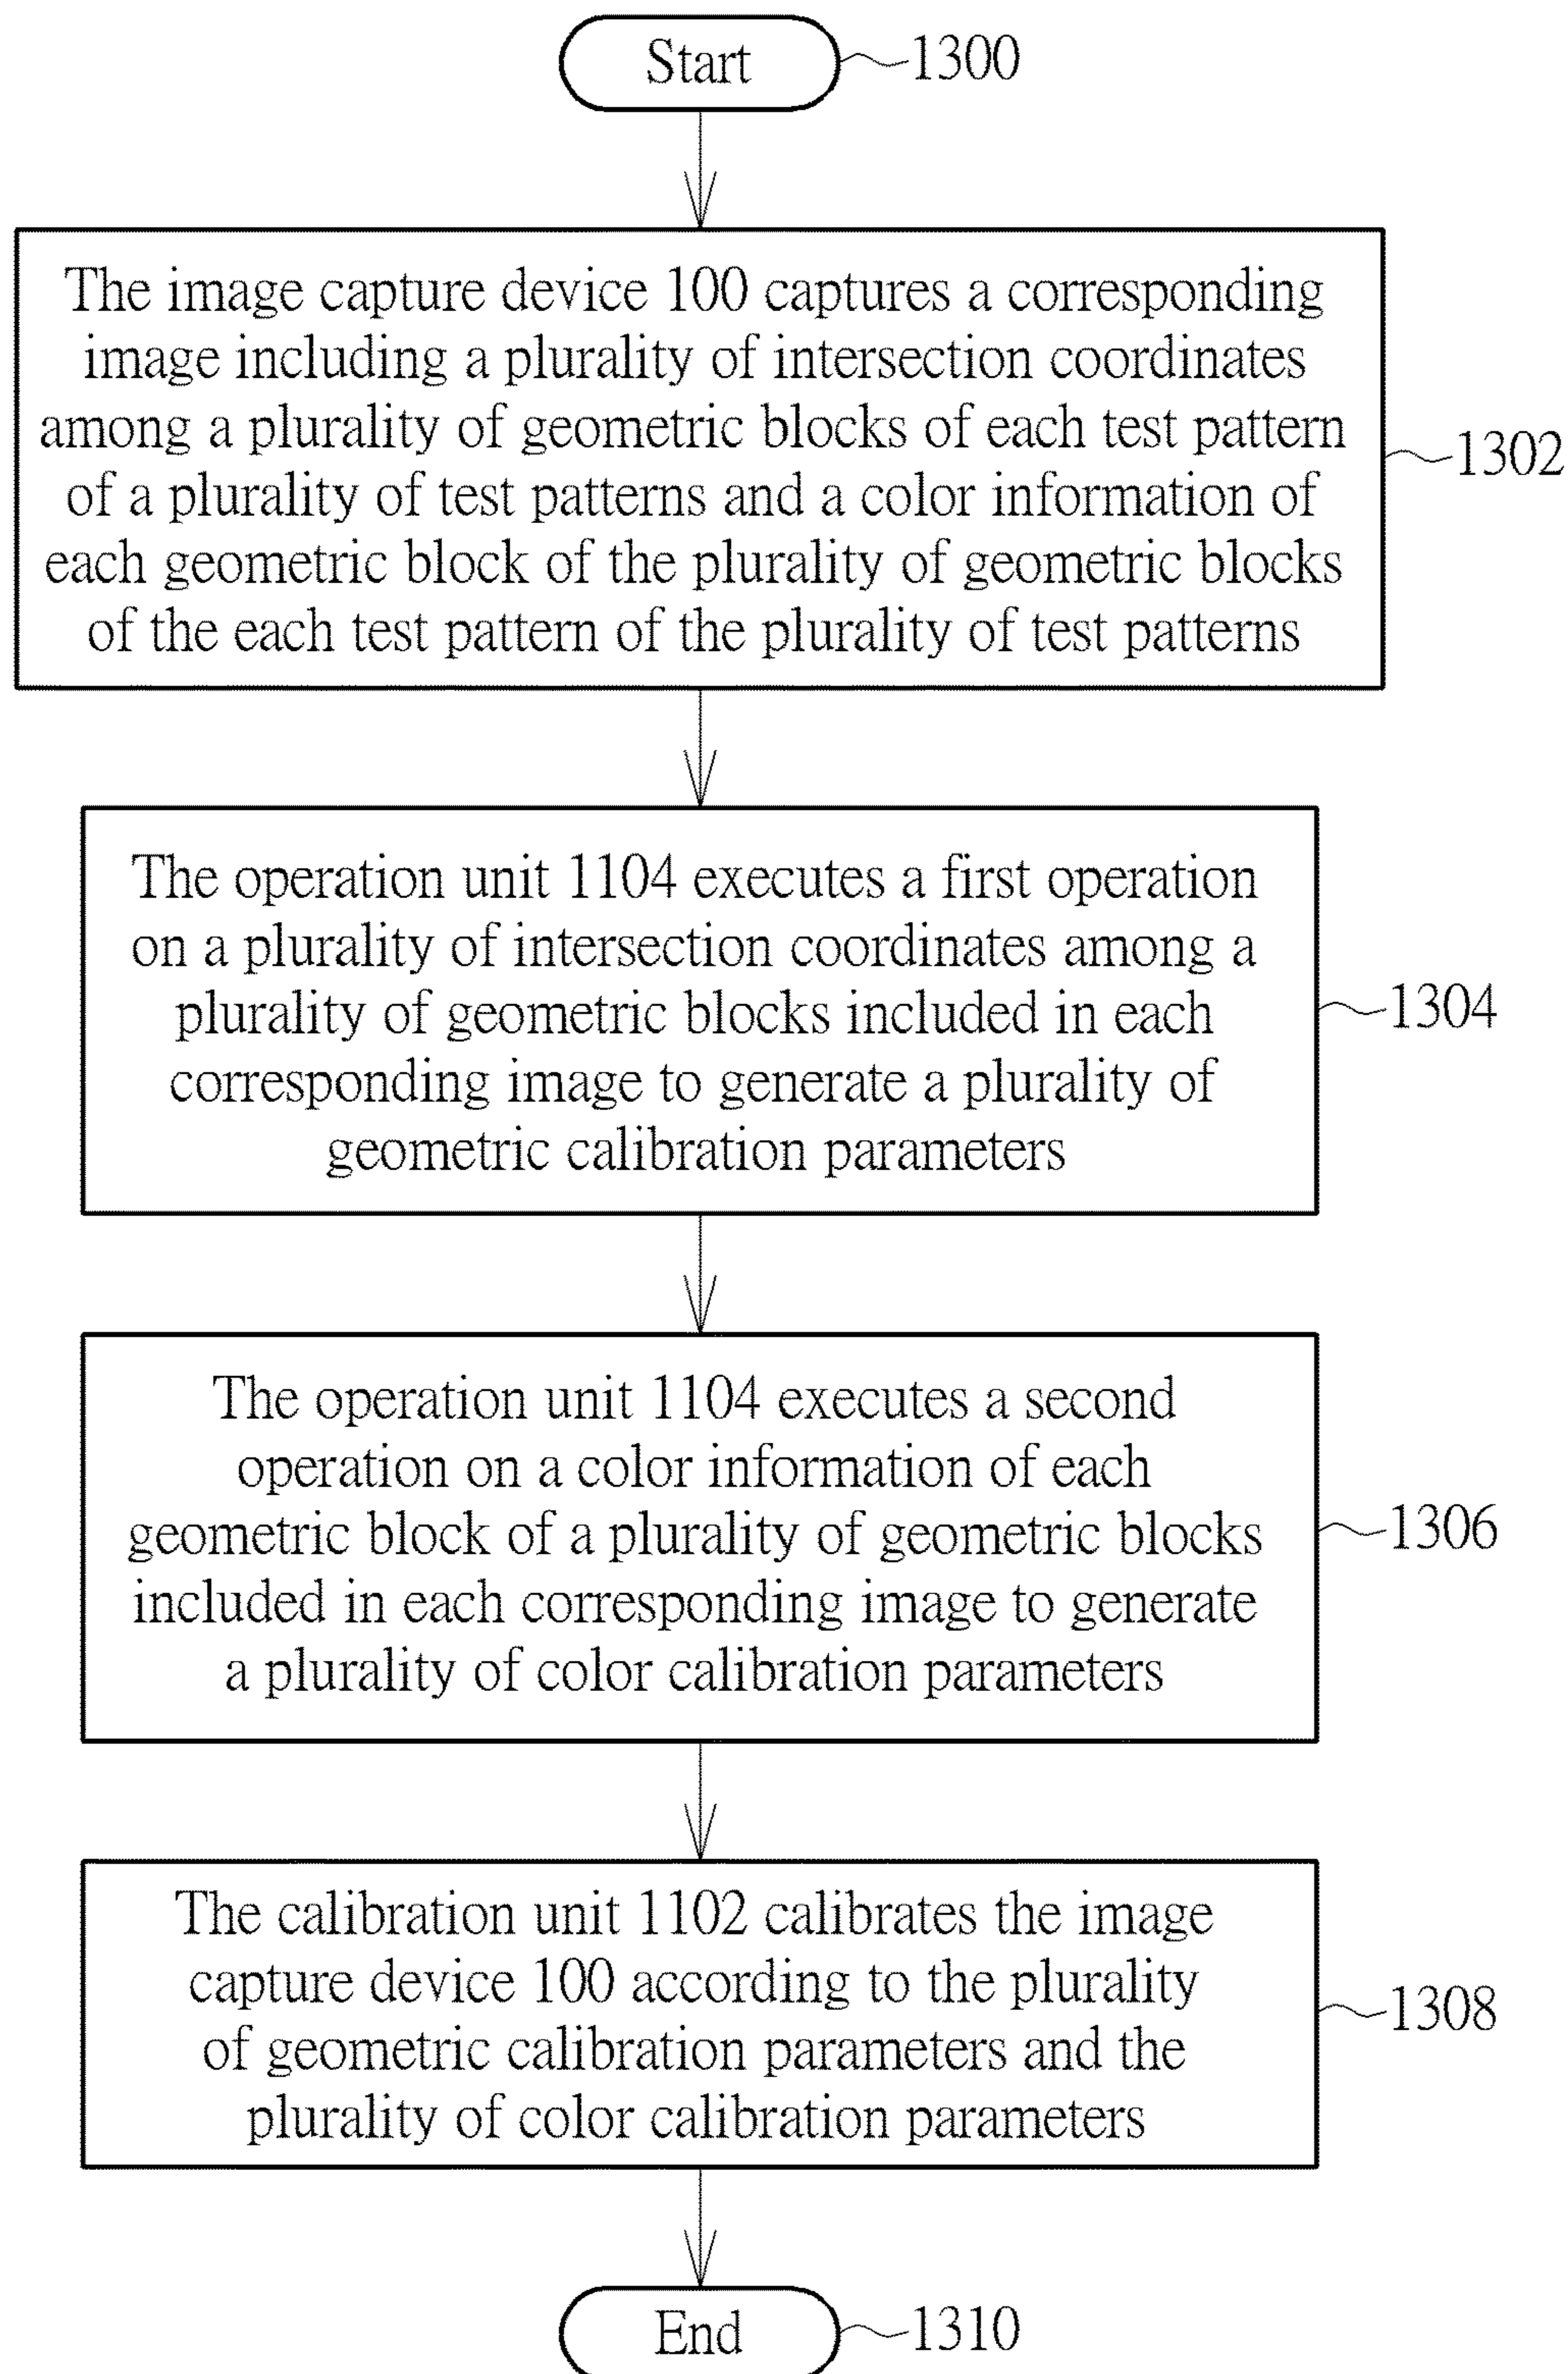 Start
1300
The image capture device 100 captures a corresponding
image including a plurality of intersection coordinates
among a plurality of geometric blocks of each test pattern
of a plurality of test patterns and a color information of
each geometric block of the plurality of geometric blocks
of the each test pattern of the plurality of test patterns
1302
The operation unit 1104 executes a first operation
on a plurality of intersection coordinates among a
plurality of geometric blocks included in each
corresponding image to generate a plurality of
geometric calibration parameters
1304
The operation unit 1104 executes a second
operation on a color information of each
geometric block of a plurality of geometric blocks
included in each corresponding image to generate
a plurality of color calibration parameters
1306
The calibration unit 1102 calibrates the image
capture device 100 according to the plurality
of geometric calibration parameters and the
plurality of color calibration parameters
1308
End
1310